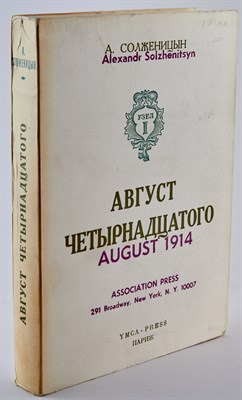 А. СОЛЖЕНИЦЫН
Alexandr Solzhenitsyn
УЗЕЛ
I
АВГУСТ
ЧЕТЫРНАДЦАТОГО
AUGUST 1914
ASSOCIATION PRESS
291 Broadway, New York, N. Y. 10007
YMCA-PRESS
ПАРИЖ
А.
СОЛЖЕНИЦЫН
АВГУСТ ЧЕТЫРНАДЦАТОГО